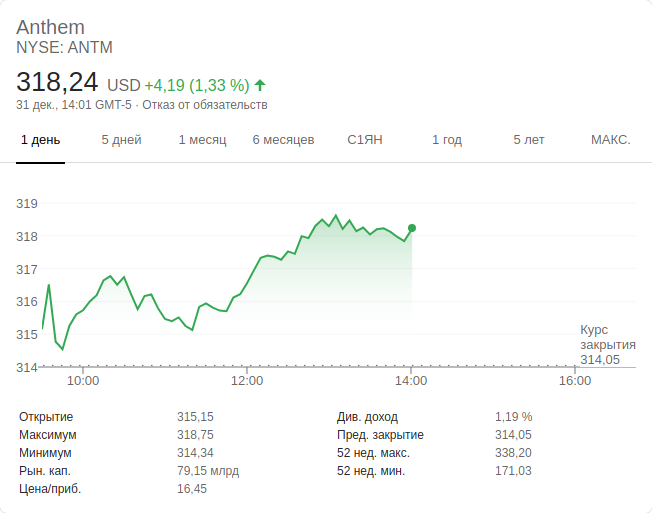 Anthem
NYSE: ANTM
318,24 USD +4,19 (1,33 %)
31 дек., 14:01 GMT-5 · Отказ от обязательств
1 день 5 дней 1 месяц 6 месяцев С1ЯН 1 год 5 лет МАКС.
319
318
317
316
315
314
Курс
закрытия
314,05
10:00 12:00 14:00 16:00
Открытие 315,15 Див. доход 1,19 %
Максимум 318,75 Пред. закрытие 314,05
Минимум 314,34 52 нед. макс. 338,20
Рын. кап. 79,15 млрд 52 нед. мин. 171,03
Цена/приб. 16,45